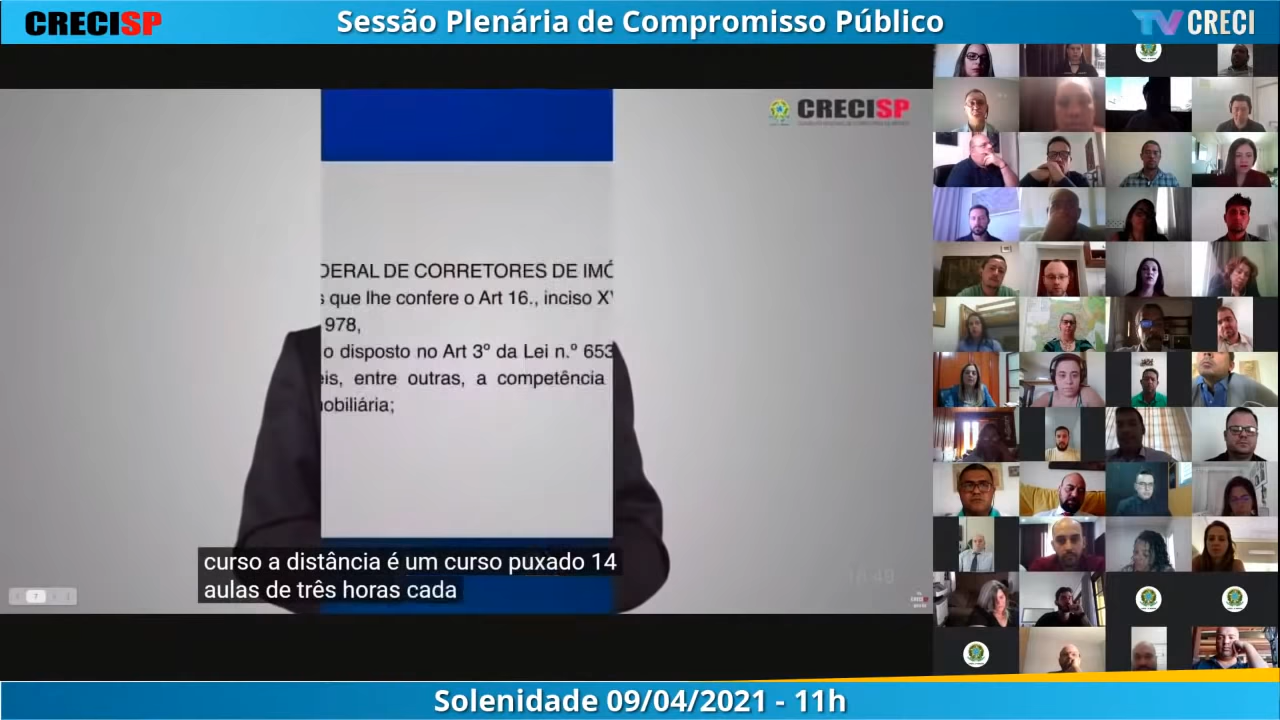 CRECISP
Sessão Plenária de Compromisso Público
TV CRECI
CRECISP
DERAL DE CORRETORES DE IMÓ
s que lhe confere o Art 16., inciso XV
978,
o disposto no Art 3º da Lei n.º 653
eis, entre outras, a competência
nobiliária;
curso a distância é um curso puxado 14
aulas de três horas cada
Solenidade 09/04/2021 - 11h